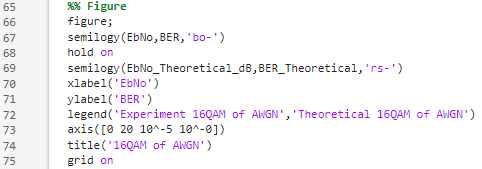 65 %% Figure
66 figure;
67 semilogy(EbNo,BER,'bo-')
68 hold on
69 semilogy(EbNo_Theoretical_dB,BER_Theoretical,'rs-')
70 xlabel('EbNo')
71 ylabel('BER')
72 legend('Experiment 16QAM of AWGN','Theoretical 16QAM of AWGN')
73 axis([0 20 10^-5 10^-0])
74 title('16QAM of AWGN')
75 grid on